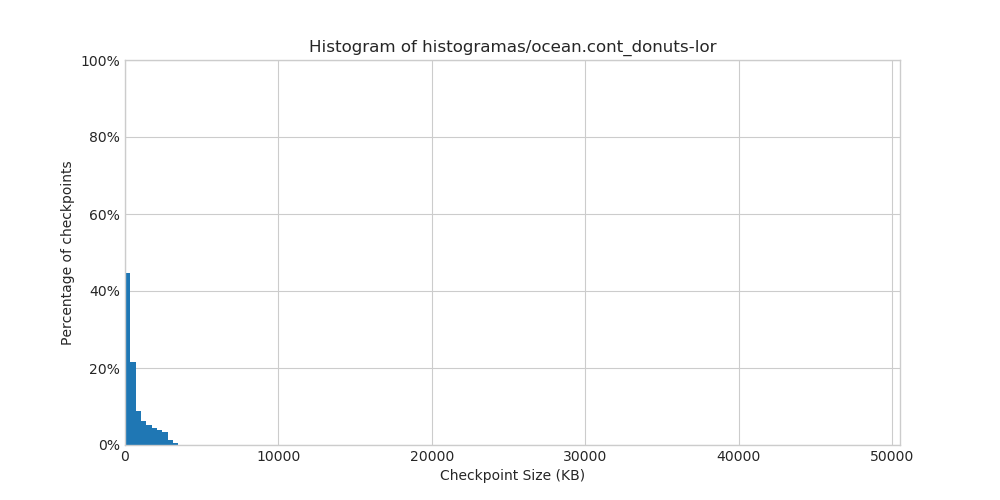 Histogram of histogramas/ocean.cont_donuts-lor
100%
80%
60%
40%
20%
0%
Percentage of checkpoints
0 10000 20000 30000 40000 50000
Checkpoint Size (KB)